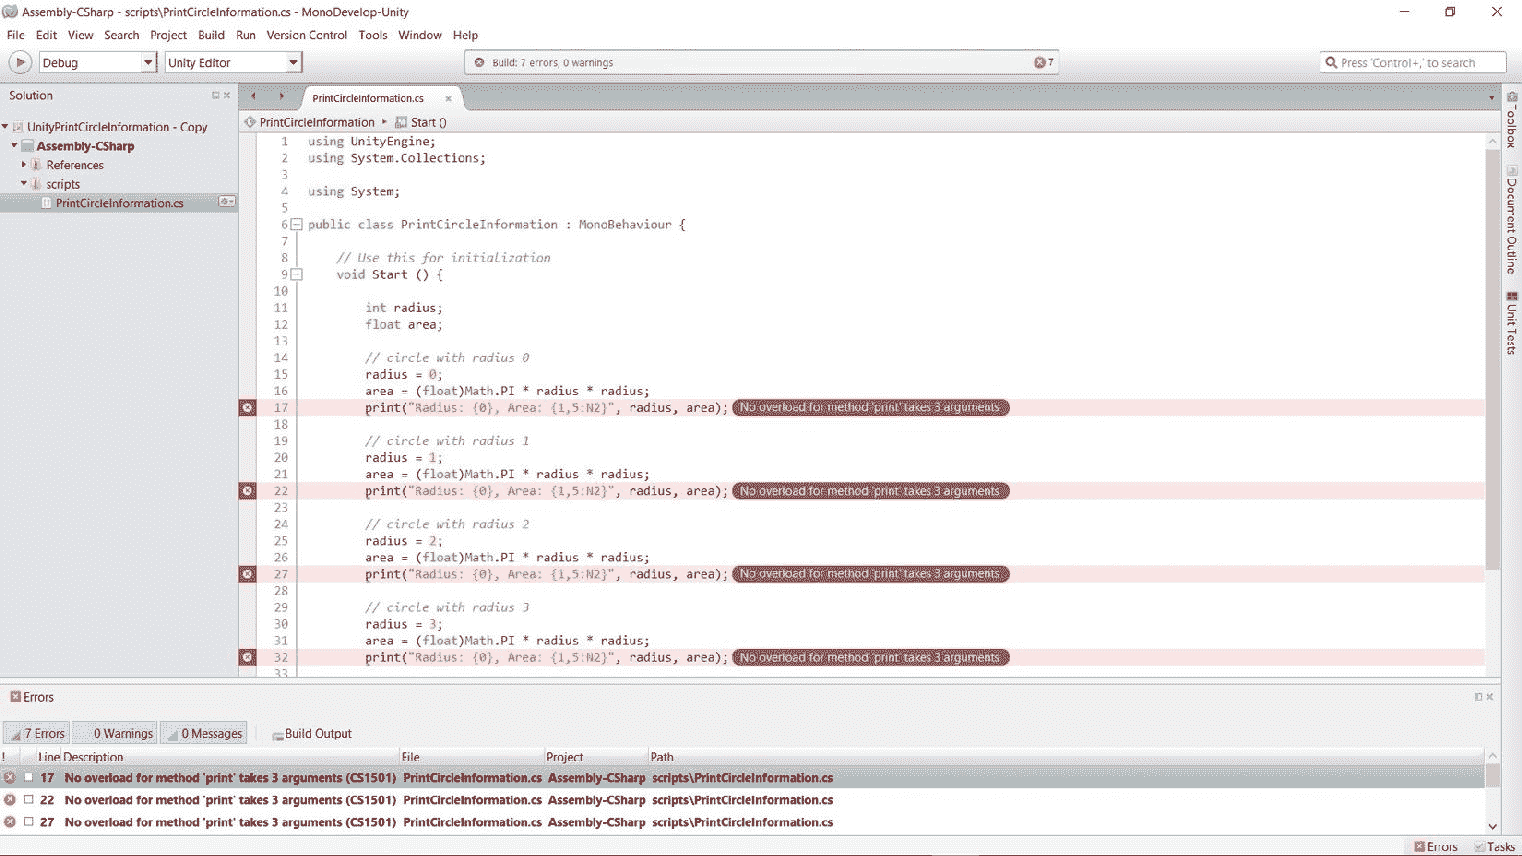 Assembly-CSharp - scripts\PrintCircleInformation.cs - MonoDevelop-Unity
File Edit View Search Project Build Run Version Control Tools Window Help
Debug Unity Editor Build: 7 errors, 0 warnings 7 Press 'Control+,' to search
Solution
PrintCircleInformation.cs
UnityPrintCircleInformation - Copy
Assembly-CSharp
References
scripts
PrintCircleInformation.cs
PrintCircleInformation Start ()
1 using UnityEngine;
2 using System.Collections;
3
4 using System;
5
6 public class PrintCircleInformation : MonoBehaviour {
7
8 // Use this for initialization
9 void Start () {
10
11 int radius;
12 float area;
13
14 // circle with radius 0
15 radius = 0;
16 area = (float)Math.PI * radius * radius;
17 print("Radius: {0}, Area: {1,5:N2}", radius, area); No overload for method 'print' takes 3 arguments
18
19 // circle with radius 1
20 radius = 1;
21 area = (float)Math.PI * radius * radius;
22 print("Radius: {0}, Area: {1,5:N2}", radius, area); No overload for method 'print' takes 3 arguments
23
24 // circle with radius 2
25 radius = 2;
26 area = (float)Math.PI * radius * radius;
27 print("Radius: {0}, Area: {1,5:N2}", radius, area); No overload for method 'print' takes 3 arguments
28
29 // circle with radius 3
30 radius = 3;
31 area = (float)Math.PI * radius * radius;
32 print("Radius: {0}, Area: {1,5:N2}", radius, area); No overload for method 'print' takes 3 arguments
33
Toolbox
Document Outline
Unit Tests
Errors
7 Errors 0 Warnings 0 Messages Build Output
! Line Description File Project Path
17 No overload for method 'print' takes 3 arguments (CS1501) PrintCircleInformation.cs Assembly-CSharp scripts\PrintCircleInformation.cs
22 No overload for method 'print' takes 3 arguments (CS1501) PrintCircleInformation.cs Assembly-CSharp scripts\PrintCircleInformation.cs
27 No overload for method 'print' takes 3 arguments (CS1501) PrintCircleInformation.cs Assembly-CSharp scripts\PrintCircleInformation.cs
Errors Tasks